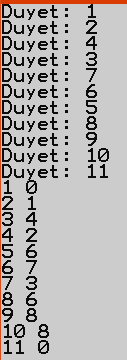 Duyet: 1
Duyet: 2
Duyet: 4
Duyet: 3
Duyet: 7
Duyet: 6
Duyet: 5
Duyet: 8
Duyet: 9
Duyet: 10
Duyet: 11
1 0
2 1
3 4
4 2
5 6
6 7
7 3
8 6
9 8
10 8
11 0